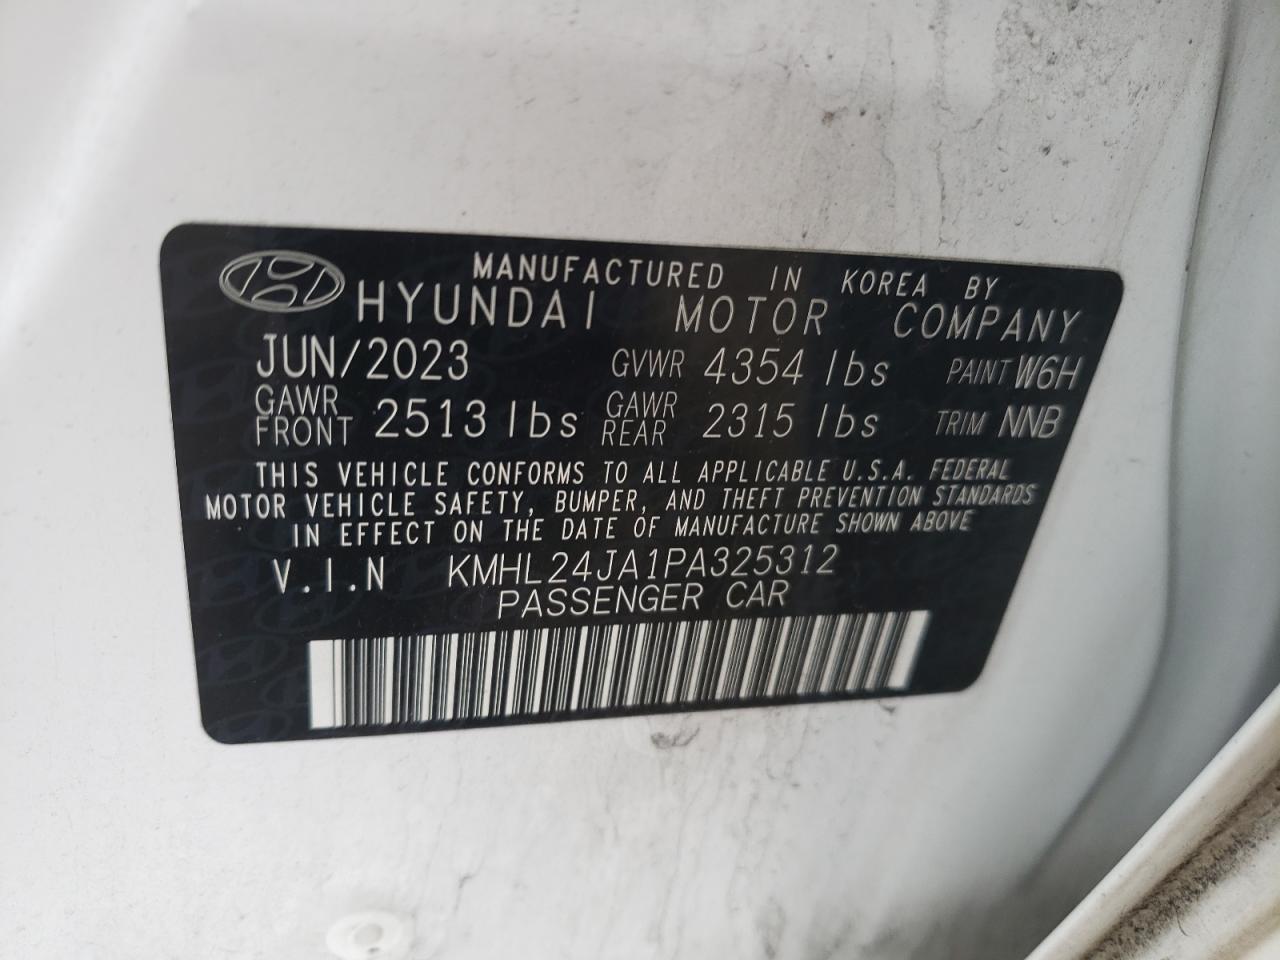 MANUFACTURED IN KOREA BY
HYUNDAI MOTOR COMPANY
JUN/2023 GVWR 4354 lbs PAINT W6H
GAWR FRONT 2513 lbs GAWR REAR 2315 lbs TRIM NNB
THIS VEHICLE CONFORMS TO ALL APPLICABLE U.S.A. FEDERAL
MOTOR VEHICLE SAFETY, BUMPER, AND THEFT PREVENTION STANDARDS
IN EFFECT ON THE DATE OF MANUFACTURE SHOWN ABOVE
V.I.N KMHL24JA1PA325312
PASSENGER CAR